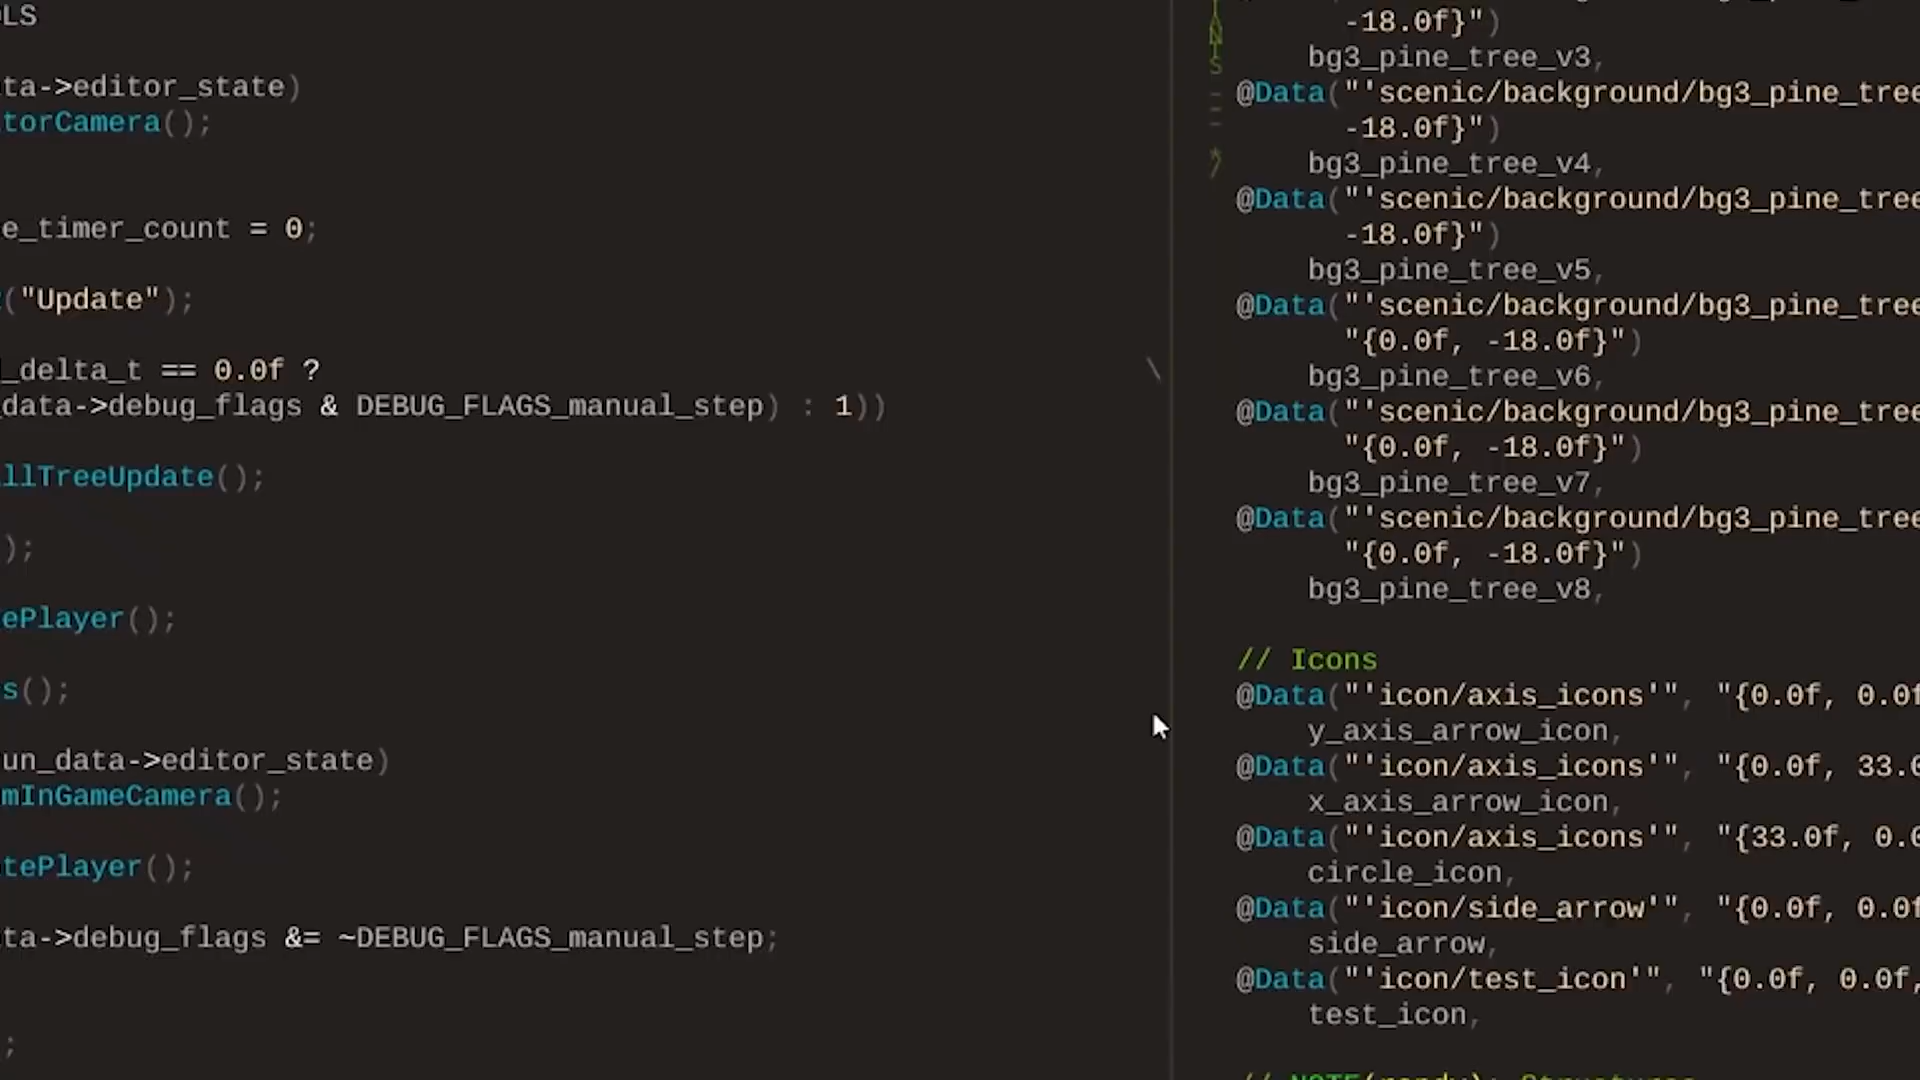 OLS
ta->editor_state)
torCamera();
e_timer_count = 0;
("Update");
_delta_t == 0.0f ? \
data->debug_flags & DEBUG_FLAGS_manual_step) : 1))
llTreeUpdate();
);
ePlayer();
s();
un_data->editor_state)
mInGameCamera();
tePlayer();
ta->debug_flags &= ~DEBUG_FLAGS_manual_step;
;
-18.0f}")
bg3_pine_tree_v3,
@Data("'scenic/background/bg3_pine_tree
-18.0f}")
bg3_pine_tree_v4,
@Data("'scenic/background/bg3_pine_tree
-18.0f}")
bg3_pine_tree_v5,
@Data("'scenic/background/bg3_pine_tree
"{0.0f, -18.0f}")
bg3_pine_tree_v6,
@Data("'scenic/background/bg3_pine_tree
"{0.0f, -18.0f}")
bg3_pine_tree_v7,
@Data("'scenic/background/bg3_pine_tree
"{0.0f, -18.0f}")
bg3_pine_tree_v8,
// Icons
@Data("'icon/axis_icons'", "{0.0f, 0.0f
y_axis_arrow_icon,
@Data("'icon/axis_icons'", "{0.0f, 33.0
x_axis_arrow_icon,
@Data("'icon/axis_icons'", "{33.0f, 0.0
circle_icon,
@Data("'icon/side_arrow'", "{0.0f, 0.0f
side_arrow,
@Data("'icon/test_icon'", "{0.0f, 0.0f,
test_icon,